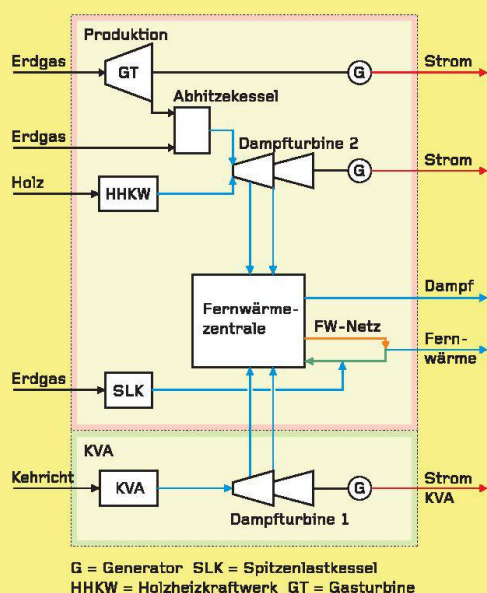 Produktion
Erdgas
GT
G
Strom
Abhitzekessel
Erdgas
Dampfturbine 2
Holz
HHKW
G
Strom
Fernwärme-
zentrale
Dampf
FW-Netz
Fern-
wärme
Erdgas
SLK
KVA
Kehricht
KVA
G
Strom
KVA
Dampfturbine 1
G = Generator SLK = Spitzenlastkessel
HHKW = Holzheizkraftwerk GT = Gasturbine